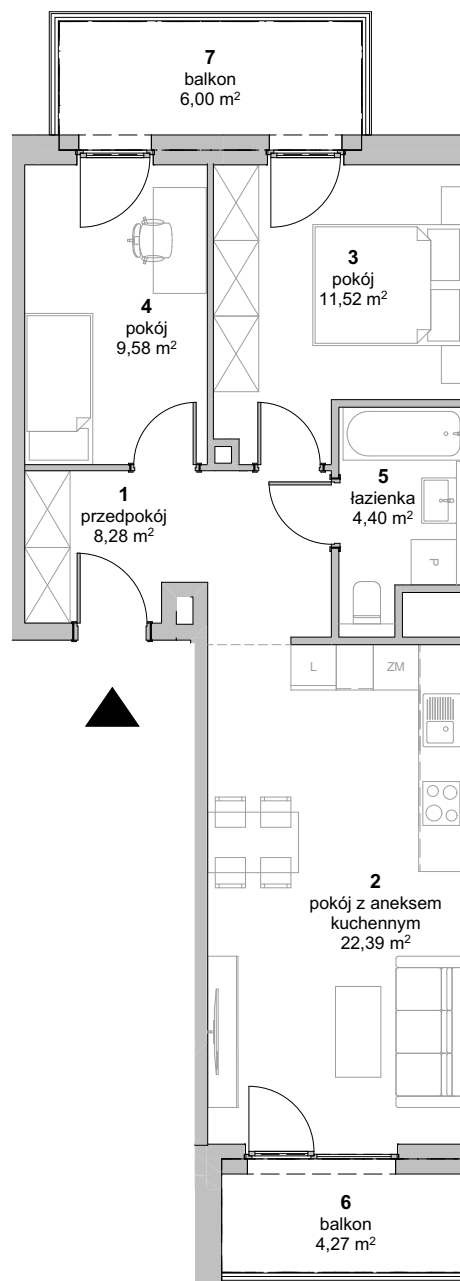 7
balkon
6,00 m²
3
pokój
11,52 m²
4
pokój
9,58 m²
5
łazienka
4,40 m²
1
przedpokój
8,28 m²
P
L
ZM
2
pokój z aneksem
kuchennym
22,39 m²
6
balkon
4,27 m²